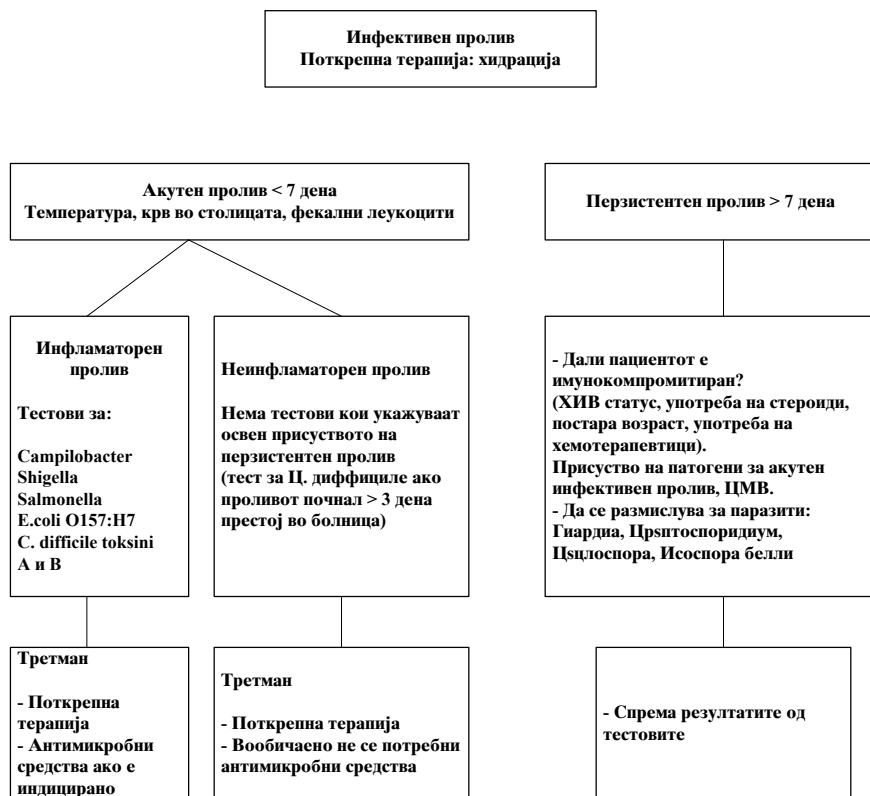 Инфективен пролив
Поткрепна терапија: хидрација
Акутен пролив < 7 дена
Температура, крв во столицата, фекални леукоцити
Перзистентен пролив > 7 дена
Инфламаторен
пролив
Тестови за:
Campilobacter
Shigella
Salmonella
E.coli O157:H7
C. difficile toksini
А и В
Неинфламаторен пролив
Нема тестови кои укажуваат
освен присуството на
перзистентен пролив
(тест за Ц. диффициле ако
проливот почнал > 3 дена
престој во болница)
- Дали пациентот е
имунокомпромитиран?
(ХИВ статус, употреба на стероиди,
постара возраст, употреба на
хемотерапевтици).
Присуство на патогени за акутен
инфективен пролив, ЦМВ.
- Да се размислува за паразити:
Гиардиа, Црѕптоспоридиум,
Цѕцлоспора, Исоспора белли
Третман
- Поткрепна
терапија
- Антимикробни
средства ако е
индицирано
Третман
- Поткрепна терапија
- Вообичаено не се потребни
антимикробни средства
- Спрема резултатите од
тестовите